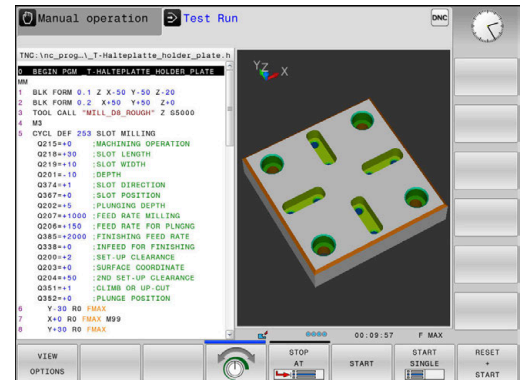 Manual operation
Test Run
DNC
TNC:\nc_prog…\_T-Halteplatte_holder_plate.h
0 BEGIN PGM _T-HALTEPLATTE_HOLDER_PLATE
MM
1 BLK FORM 0.1 Z X-50 Y-50 Z-20
2 BLK FORM 0.2 X+50 Y+50 Z+0
3 TOOL CALL "MILL_D8_ROUGH" Z S5000
4 M3
5 CYCL DEF 253 SLOT MILLING
Q215=+0 ;MACHINING OPERATION
Q218=+30 ;SLOT LENGTH
Q219=+10 ;SLOT WIDTH
Q201=-10 ;DEPTH
Q374=+1 ;SLOT DIRECTION
Q367=+0 ;SLOT POSITION
Q202=+5 ;PLUNGING DEPTH
Q207=+1000 ;FEED RATE MILLING
Q206=+150 ;FEED RATE FOR PLNGNG
Q385=+2000 ;FINISHING FEED RATE
Q338=+0 ;INFEED FOR FINISHING
Q200=+2 ;SET-UP CLEARANCE
Q203=+0 ;SURFACE COORDINATE
Q204=+50 ;2ND SET-UP CLEARANCE
Q351=+1 ;CLIMB OR UP-CUT
Q352=+0 ;PLUNGE POSITION
6 Y-30 R0 FMAX
7 X+0 R0 FMAX M99
8 Y+30 R0 FMAX
Y Z X
00:09:57 F MAX
VIEW OPTIONS
STOP AT
START
START SINGLE
RESET + START